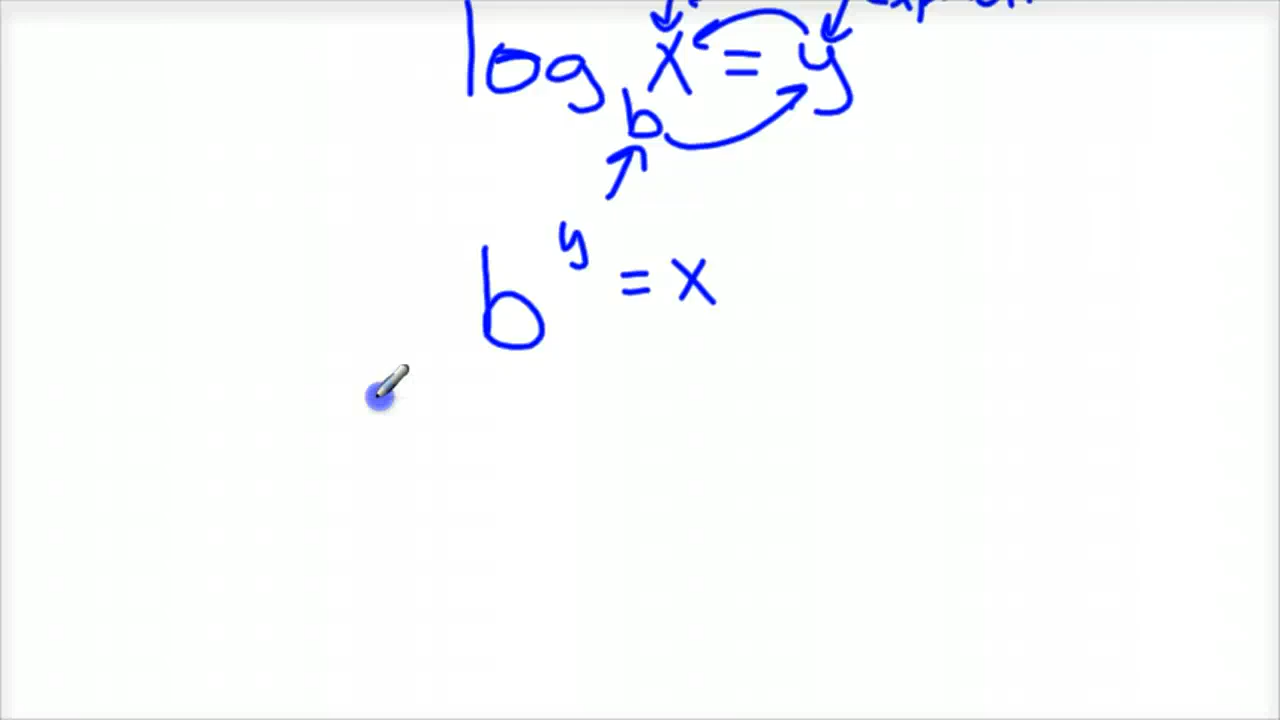 log_b x = y
b^y = x